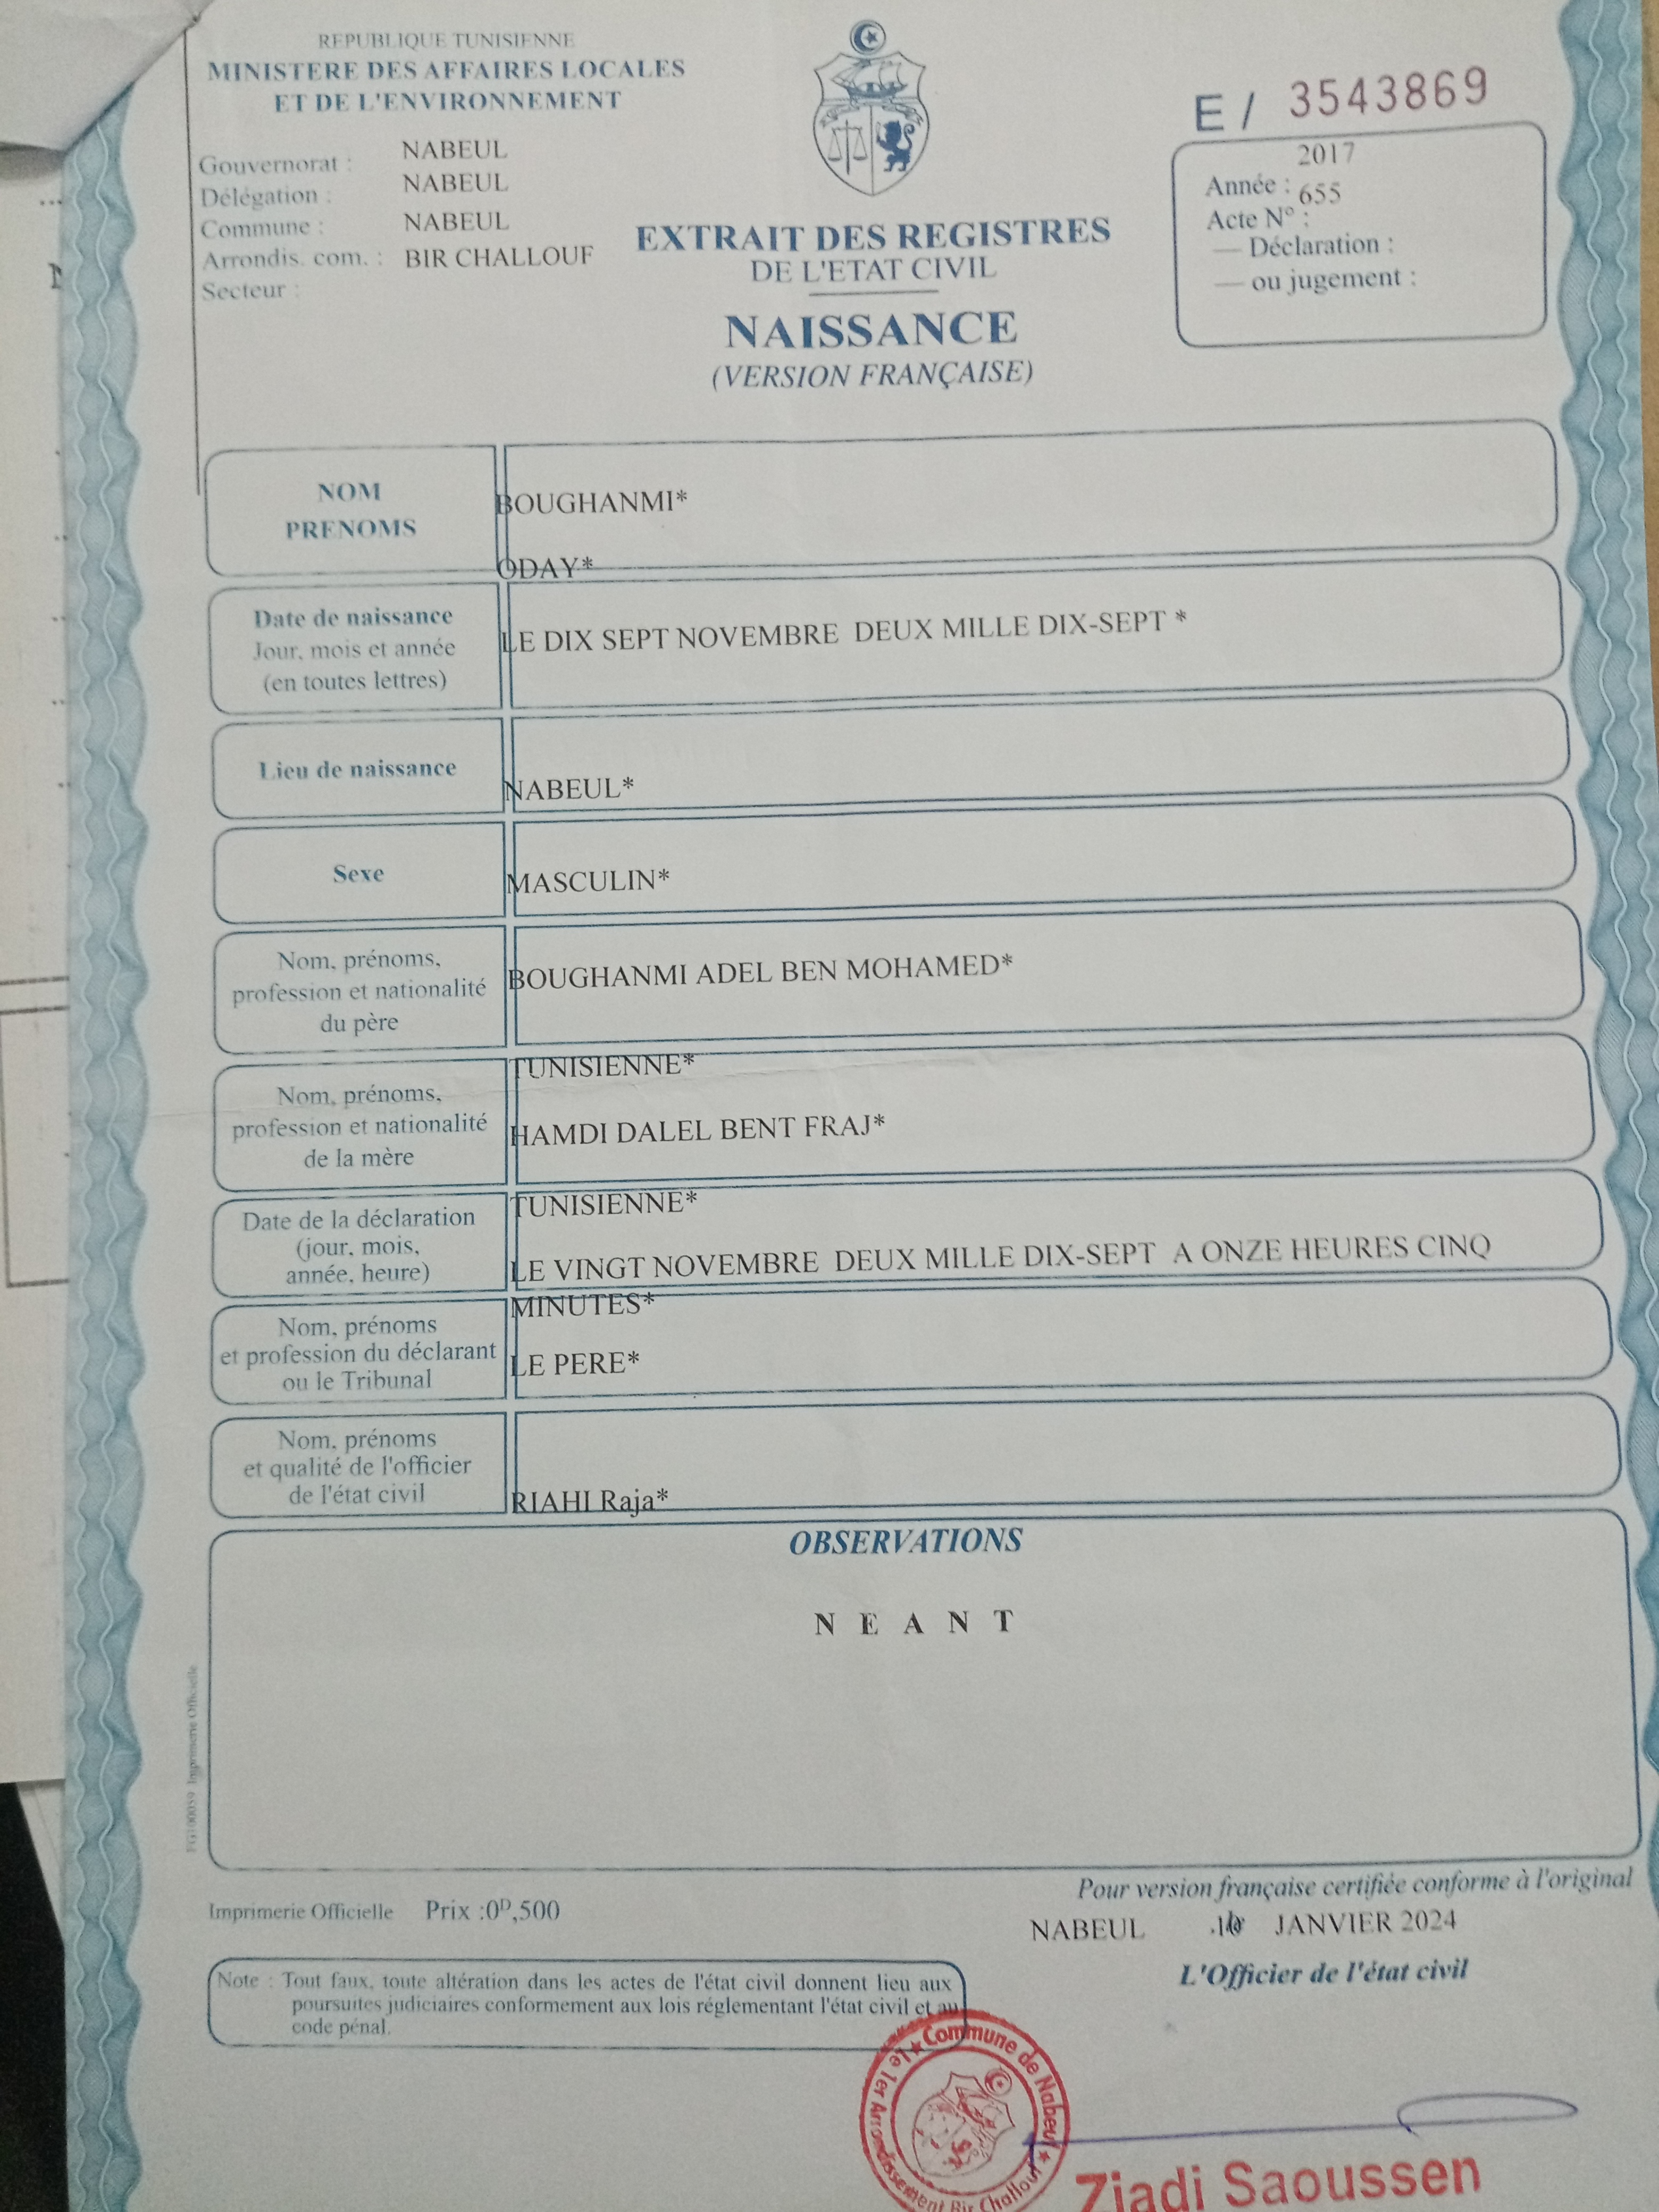 REPUBLIQUE TUNISIENNE
MINISTERE DES AFFAIRES LOCALES
ET DE L'ENVIRONNEMENT
Gouvernorat : NABEUL
Délégation : NABEUL
Commune : NABEUL
Arrondis. com. : BIR CHALLOUF
Secteur :
E / 3543869
2017
Année : 655
Acte N° :
— Déclaration :
— ou jugement :
EXTRAIT DES REGISTRES
DE L'ETAT CIVIL
NAISSANCE
(VERSION FRANÇAISE)
NOM
PRENOMS
BOUGHANMI*
ODAY*
Date de naissance
Jour, mois et année
(en toutes lettres)
LE DIX SEPT NOVEMBRE DEUX MILLE DIX-SEPT *
Lieu de naissance
NABEUL*
Sexe
MASCULIN*
Nom, prénoms,
profession et nationalité
du père
BOUGHANMI ADEL BEN MOHAMED*
TUNISIENNE*
Nom, prénoms,
profession et nationalité
de la mère
HAMDI DALEL BENT FRAJ*
TUNISIENNE*
Date de la déclaration
(jour, mois,
année, heure)
LE VINGT NOVEMBRE DEUX MILLE DIX-SEPT A ONZE HEURES CINQ
MINUTES*
Nom, prénoms
et profession du déclarant
ou le Tribunal
LE PERE*
Nom, prénoms
et qualité de l'officier
de l'état civil
RIAHI Raja*
OBSERVATIONS
N E A N T
FG100059 Imprimerie Officielle
Imprimerie Officielle Prix :0D,500
Pour version française certifiée conforme à l'original
NABEUL JANVIER 2024
L'Officier de l'état civil
Note : Tout faux, toute altération dans les actes de l'état civil donnent lieu aux
poursuites judiciaires conformement aux lois réglementant l'état civil et au
code pénal.
Commune de Nabeul
Le 1er Arrondissement Bir Challouf
Ziadi Saoussen